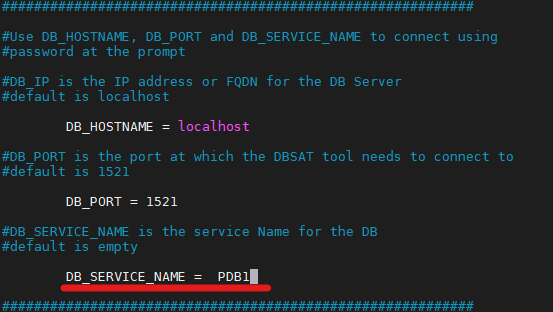 ###########################################################
#Use DB_HOSTNAME, DB_PORT and DB_SERVICE_NAME to connect using
#password at the prompt
#DB_IP is the IP address or FQDN for the DB Server
#default is localhost
DB_HOSTNAME = localhost
#DB_PORT is the port at which the DBSAT tool needs to connect to
#default is 1521
DB_PORT = 1521
#DB_SERVICE_NAME is the service Name for the DB
#default is empty
DB_SERVICE_NAME =  PDB1
###########################################################